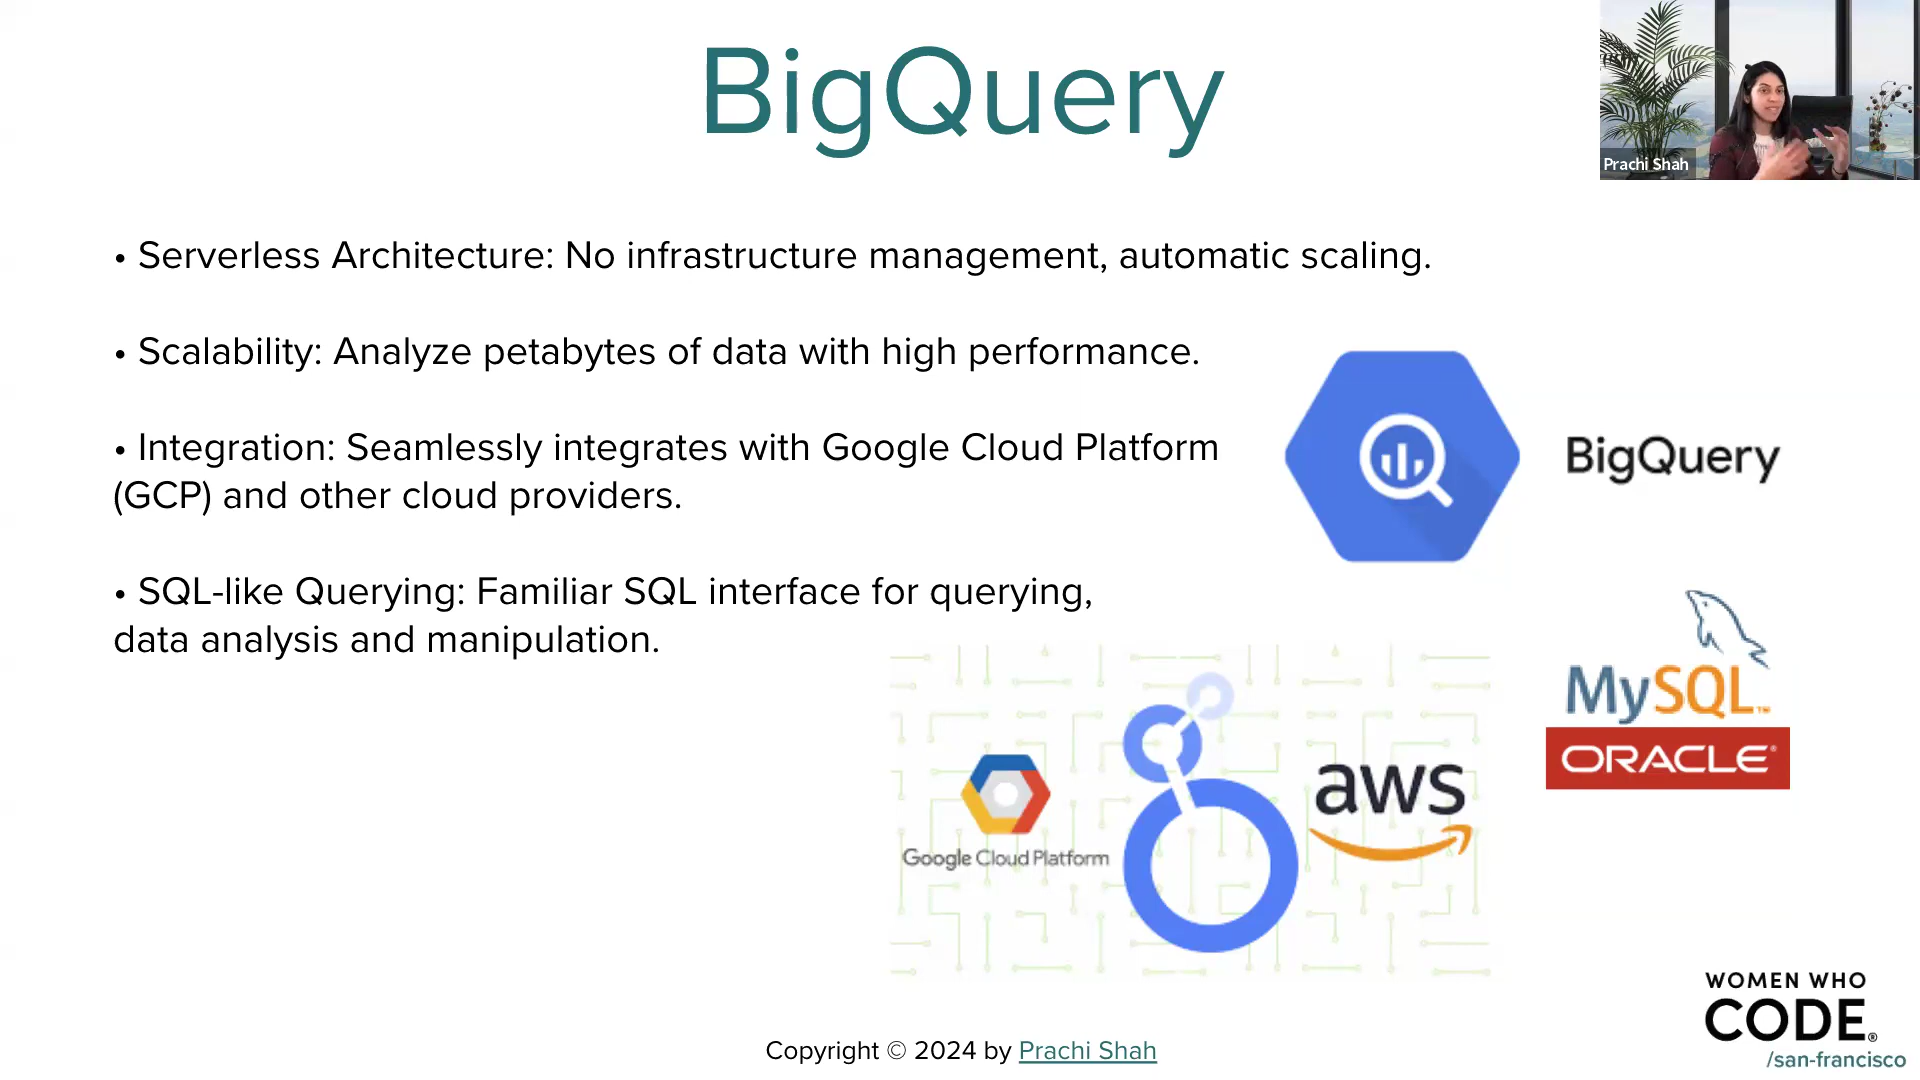 BigQuery
Prachi Shah
• Serverless Architecture: No infrastructure management, automatic scaling.
• Scalability: Analyze petabytes of data with high performance.
• Integration: Seamlessly integrates with Google Cloud Platform
(GCP) and other cloud providers.
BigQuery
• SQL-like Querying: Familiar SQL interface for querying,
data analysis and manipulation.
MySQL™
ORACLE®
Google Cloud Platform
aws
WOMEN WHO
CODE®
/san-francisco
Copyright © 2024 by Prachi Shah